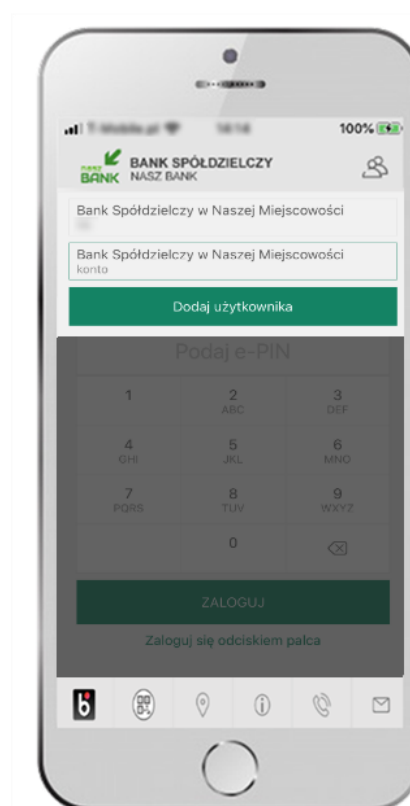 100%
nasz BANK
BANK SPÓŁDZIELCZY
NASZ BANK
Bank Spółdzielczy w Naszej Miejscowości
Bank Spółdzielczy w Naszej Miejscowości
konto
Dodaj użytkownika
Podaj e-PIN
1 2 3
ABC DEF
4 5 6
GHI JKL MNO
7 8 9
PQRS TUV WXYZ
0
ZALOGUJ
Zaloguj się odciskiem palca
b